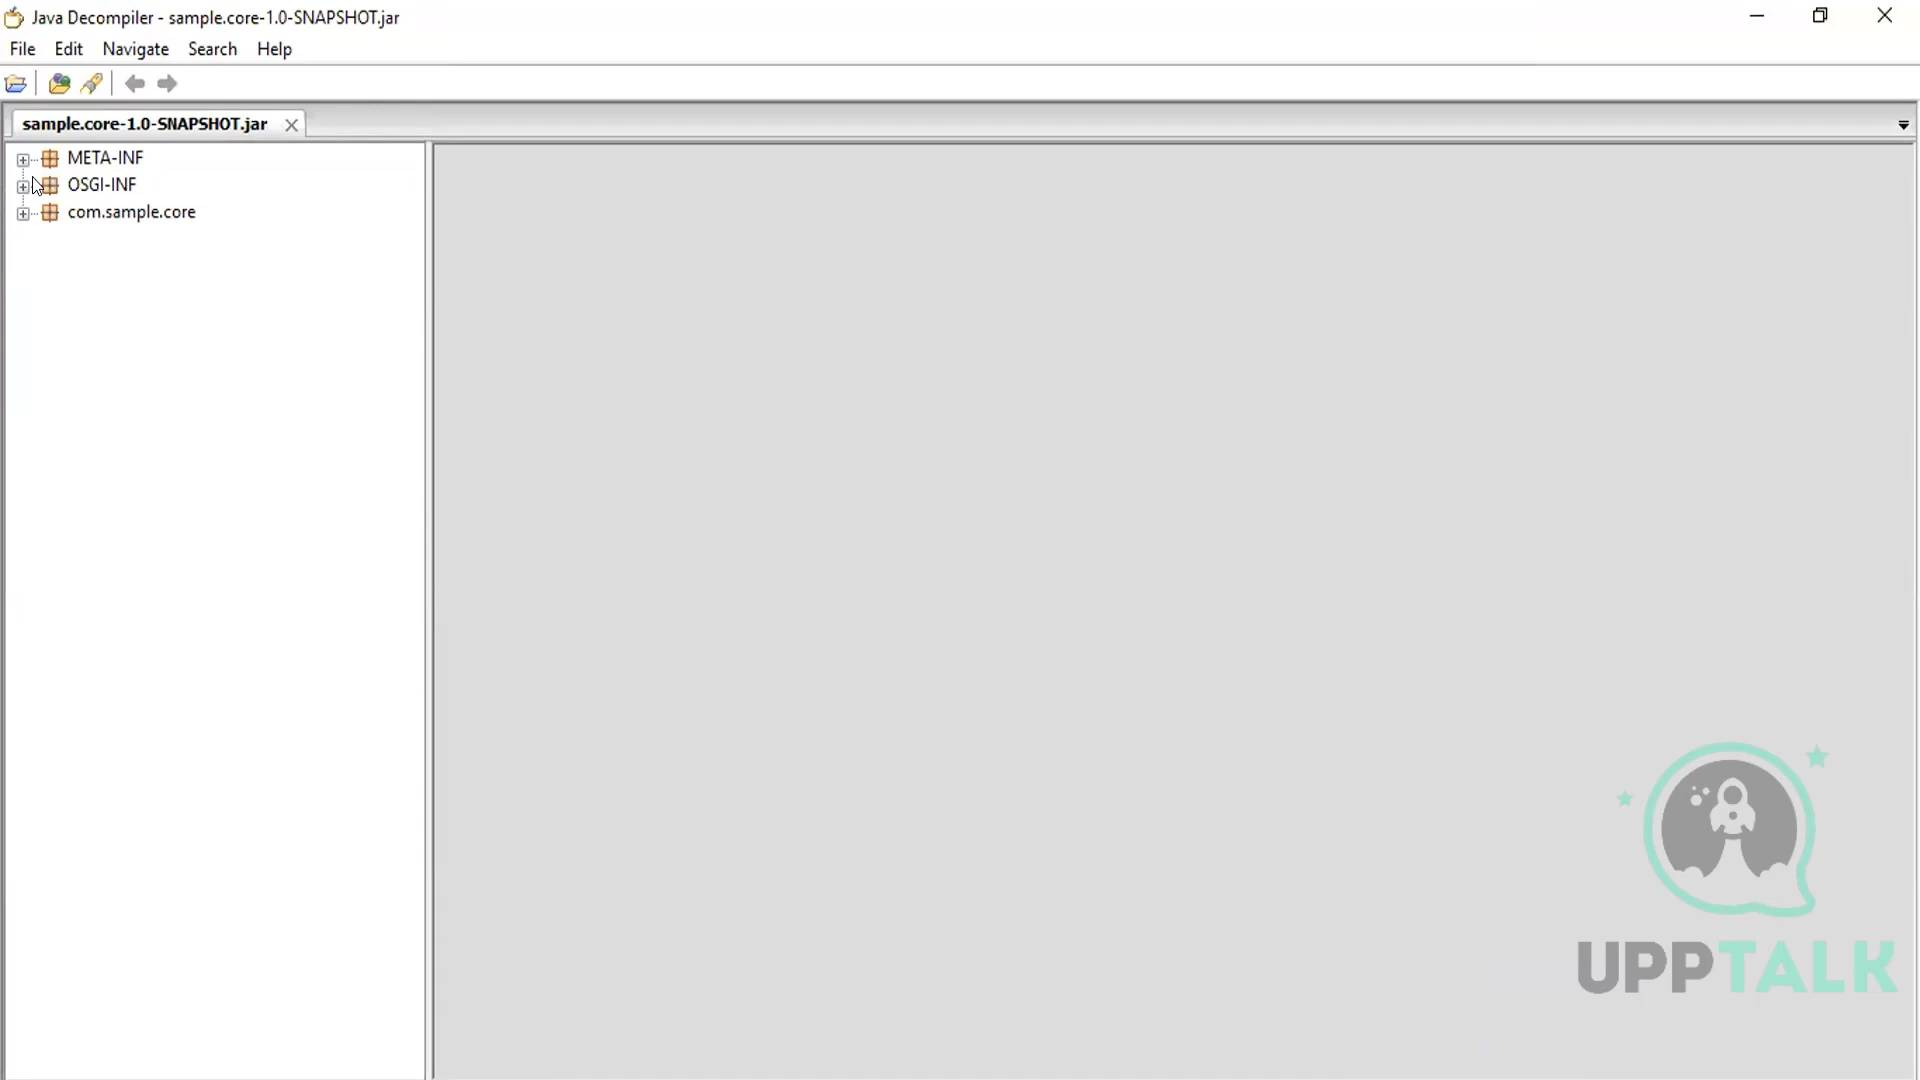 Java Decompiler - sample.core-1.0-SNAPSHOT.jar
File Edit Navigate Search Help
sample.core-1.0-SNAPSHOT.jar
META-INF
OSGI-INF
com.sample.core
UPPTALK